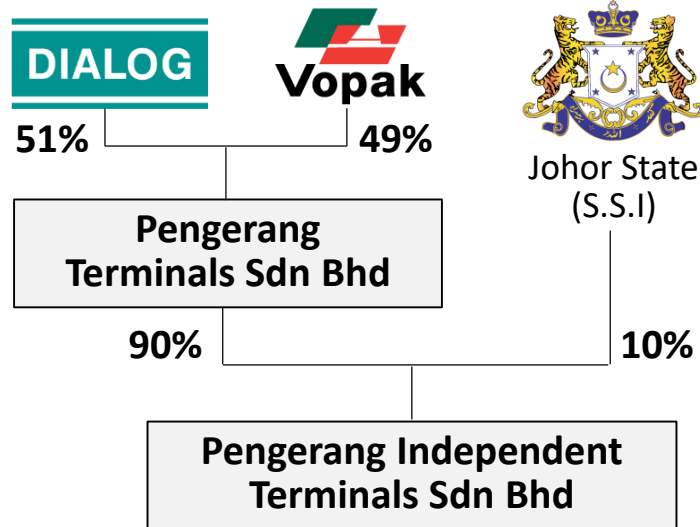 DIALOG
Vopak
51%
49%
Johor State
(S.S.I)
Pengerang
Terminals Sdn Bhd
90%
10%
Pengerang Independent
Terminals Sdn Bhd